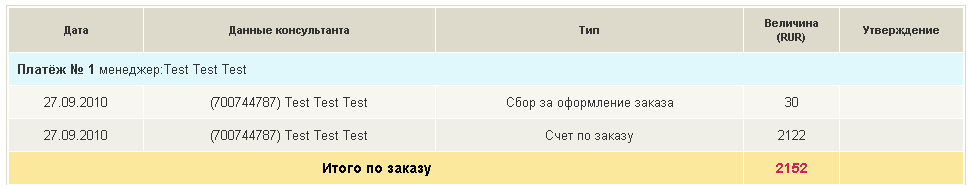 Дата Данные консультанта Тип Величина (RUR) Утверждение
Платёж № 1 менеджер:Test Test Test
27.09.2010 (700744787) Test Test Test Сбор за оформление заказа 30
27.09.2010 (700744787) Test Test Test Счет по заказу 2122
Итого по заказу 2152